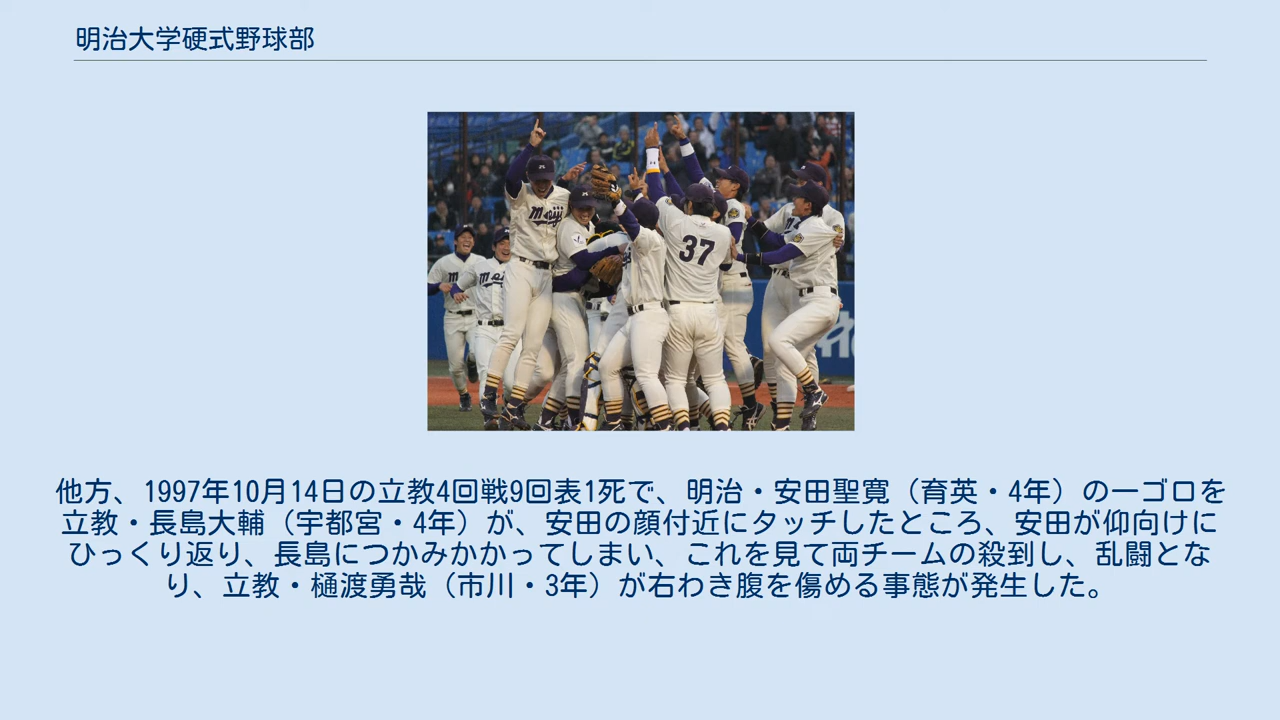 明治大学硬式野球部
Meiji
37
他方、1997年10月14日の立教4回戦9回表1死で、明治・安田聖寛（育英・4年）の一ゴロを
立教・長島大輔（宇都宮・4年）が、安田の顔付近にタッチしたところ、安田が仰向けに
ひっくり返り、長島につかみかかってしまい、これを見て両チームの殺到し、乱闘とな
り、立教・樋渡勇哉（市川・3年）が右わき腹を傷める事態が発生した。